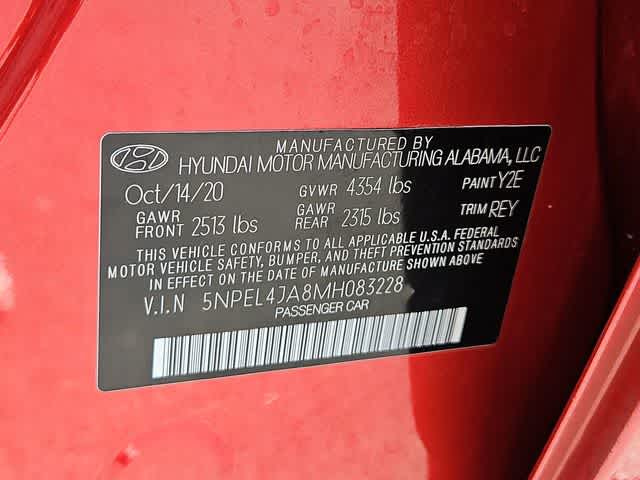 MANUFACTURED BY
HYUNDAI MOTOR MANUFACTURING ALABAMA, LLC
Oct/14/20 GVWR 4354 lbs PAINT Y2E
GAWR FRONT 2513 lbs GAWR REAR 2315 lbs TRIM REY
THIS VEHICLE CONFORMS TO ALL APPLICABLE U.S.A. FEDERAL
MOTOR VEHICLE SAFETY, BUMPER, AND THEFT PREVENTION STANDARDS
IN EFFECT ON THE DATE OF MANUFACTURE SHOWN ABOVE.
V.I.N 5NPEL4JA8MH083228
PASSENGER CAR